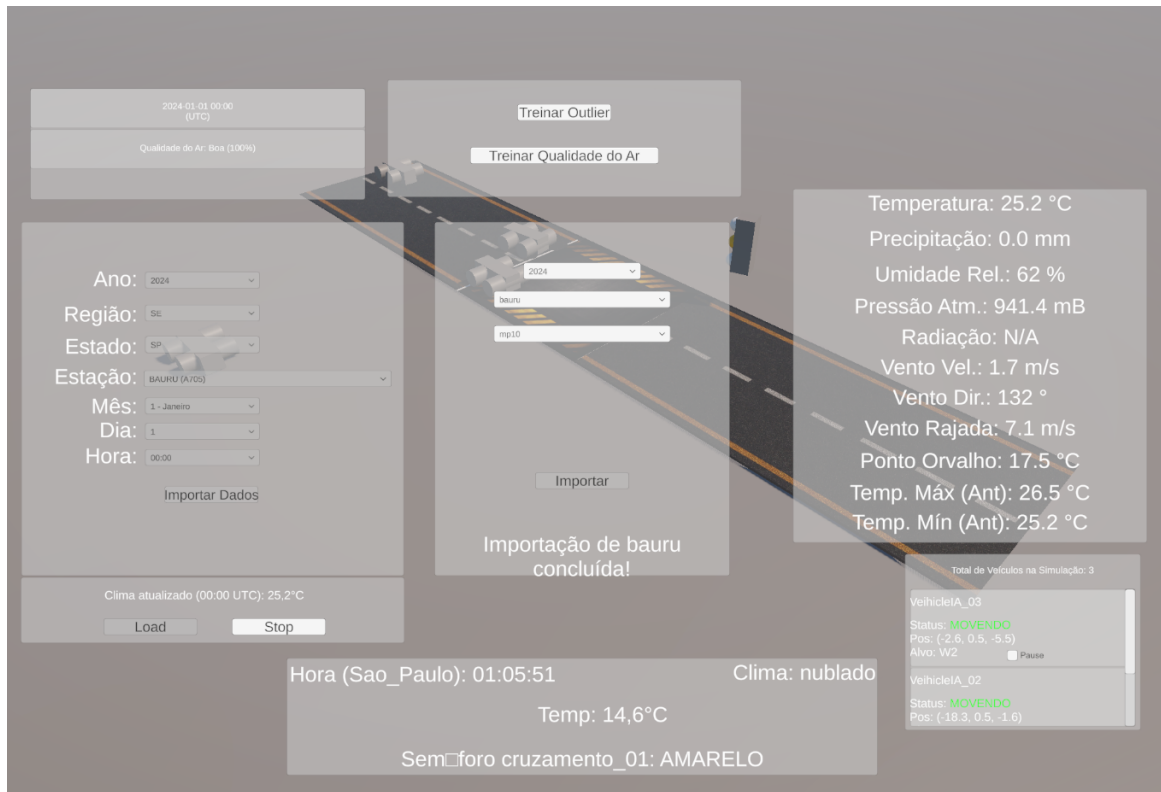 2024-01-01 00:00
(UTC)
Qualidade do Ar: Boa (100%)
Treinar Outlier
Treinar Qualidade do Ar
Ano: 2024
Região: SE
Estado: SP
Estação: BAURU (A705)
Mês: 1 - Janeiro
Dia: 1
Hora: 00:00
Importar Dados
Clima atualizado (00:00 UTC): 25,2°C
Load Stop
2024
bauru
mp10
Importar
Importação de bauru
concluída!
Temperatura: 25.2 °C
Precipitação: 0.0 mm
Umidade Rel.: 62 %
Pressão Atm.: 941.4 mB
Radiação: N/A
Vento Vel.: 1.7 m/s
Vento Dir.: 132 °
Vento Rajada: 7.1 m/s
Ponto Orvalho: 17.5 °C
Temp. Máx (Ant): 26.5 °C
Temp. Mín (Ant): 25.2 °C
Total de Veículos na Simulação: 3
VeihicleIA_03
Status: MOVENDO
Pos: (-2.6, 0.5, -5.5)
Alvo: W2 Pause
VeihicleIA_02
Status: MOVENDO
Pos: (-18.3, 0.5, -1.6)
Hora (Sao_Paulo): 01:05:51 Clima: nublado
Temp: 14,6°C
Sem□foro cruzamento_01: AMARELO